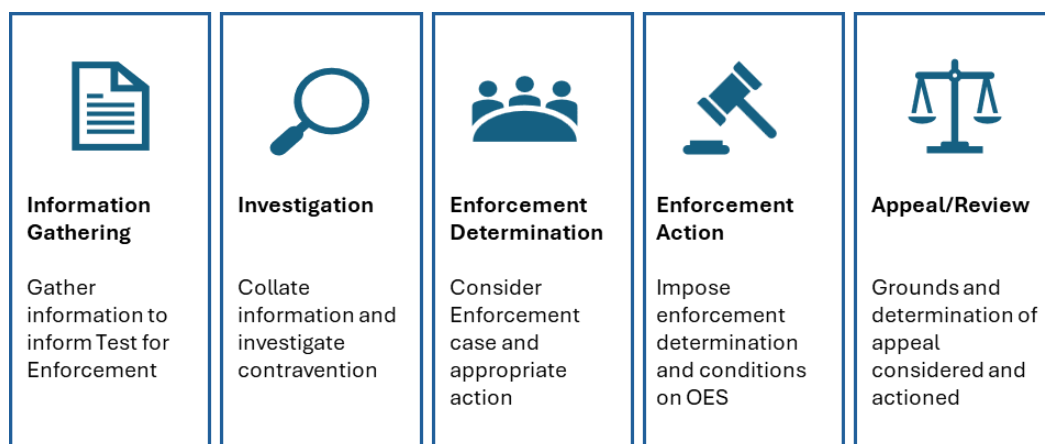 Information
Gathering
Gather
information to
inform Test for
Enforcement
Investigation
Collate
information and
investigate
contravention
Enforcement
Determination
Consider
Enforcement
case and
appropriate
action
Enforcement
Action
Impose
enforcement
determination
and conditions
on OES
Appeal/Review
Grounds and
determination of
appeal
considered and
actioned